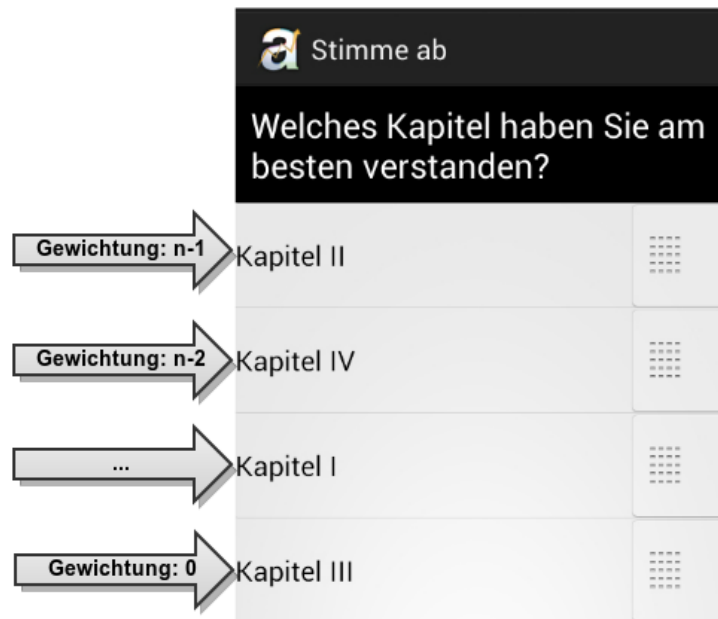 a Stimme ab
Welches Kapitel haben Sie am
besten verstanden?
Gewichtung: n-1
Kapitel II
Gewichtung: n-2
Kapitel IV
...
Kapitel I
Gewichtung: 0
Kapitel III